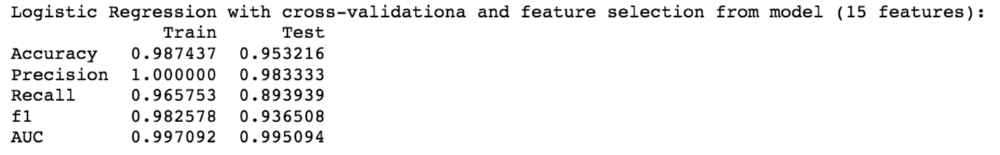 Logistic Regression with cross-validationa and feature selection from model (15 features):
Train Test
Accuracy 0.987437 0.953216
Precision 1.000000 0.983333
Recall 0.965753 0.893939
f1 0.982578 0.936508
AUC 0.997092 0.995094